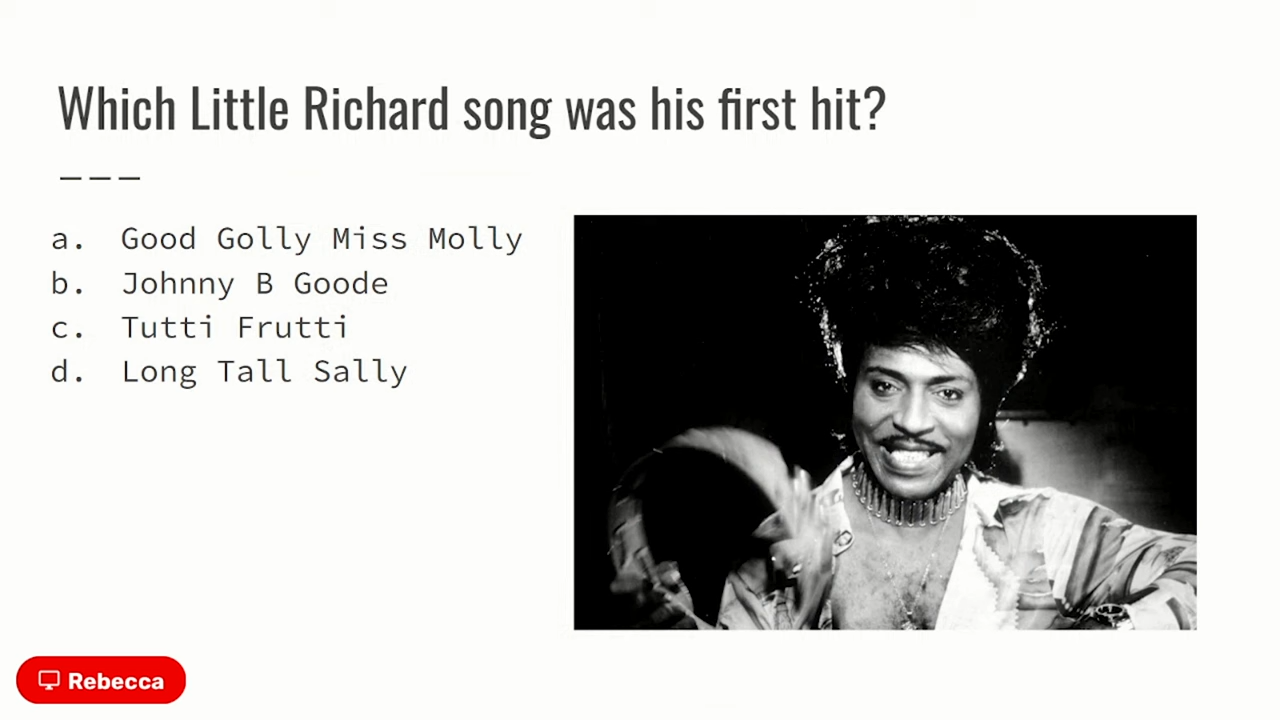 Which Little Richard song was his first hit?
a. Good Golly Miss Molly
b. Johnny B Goode
c. Tutti Frutti
d. Long Tall Sally
Rebecca